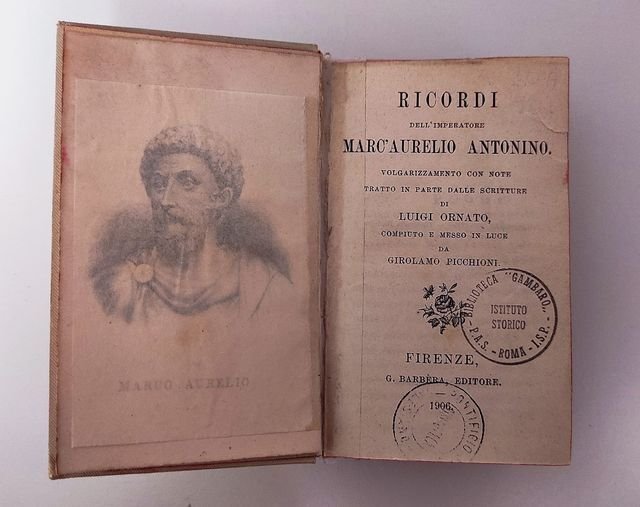 MARCO AURELIO
RICORDI
DELL'IMPERATORE
MARC'AURELIO ANTONINO.
VOLGARIZZAMENTO CON NOTE
TRATTO IN PARTE DALLE SCRITTURE
DI
LUIGI ORNATO,
COMPIUTO E MESSO IN LUCE
DA
GIROLAMO PICCHIONI.
BIBLIOTECA "GAMBARO"
ISTITUTO
STORICO
P.A.S. - ROMA - I.S.P.
FIRENZE,
G. BARBÈRA, EDITORE.
—
1906.
PONTIFICIO